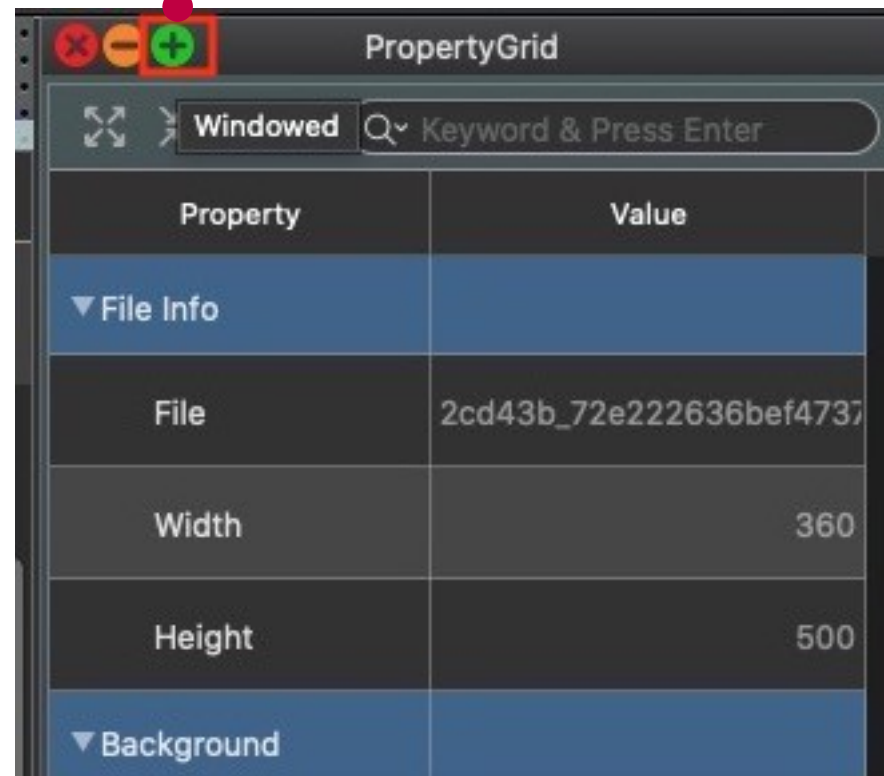 PropertyGrid
Windowed Keyword & Press Enter
Property Value
File Info
File 2cd43b_72e222636bef4737
Width 360
Height 500
Background